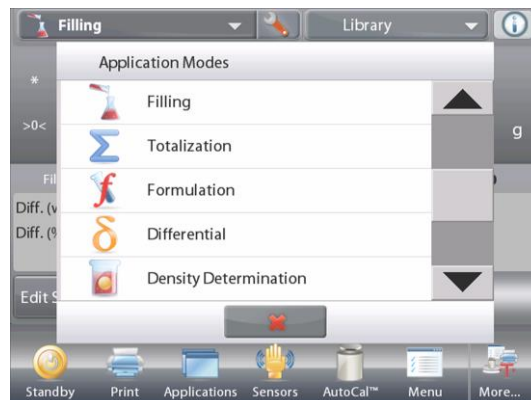 Filling
Library
Application Modes
*
Filling
>0<
g
Totalization
Fil
Formulation
Diff. (v
Diff. (%
Differential
Density Determination
Edit S
Standby Print Applications Sensors AutoCal™ Menu More...